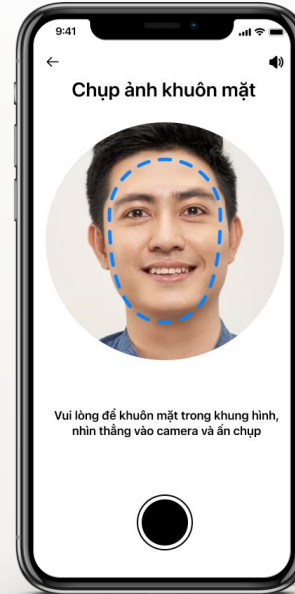 9:41
Chụp ảnh khuôn mặt
Vui lòng để khuôn mặt trong khung hình,
nhìn thẳng vào camera và ấn chụp